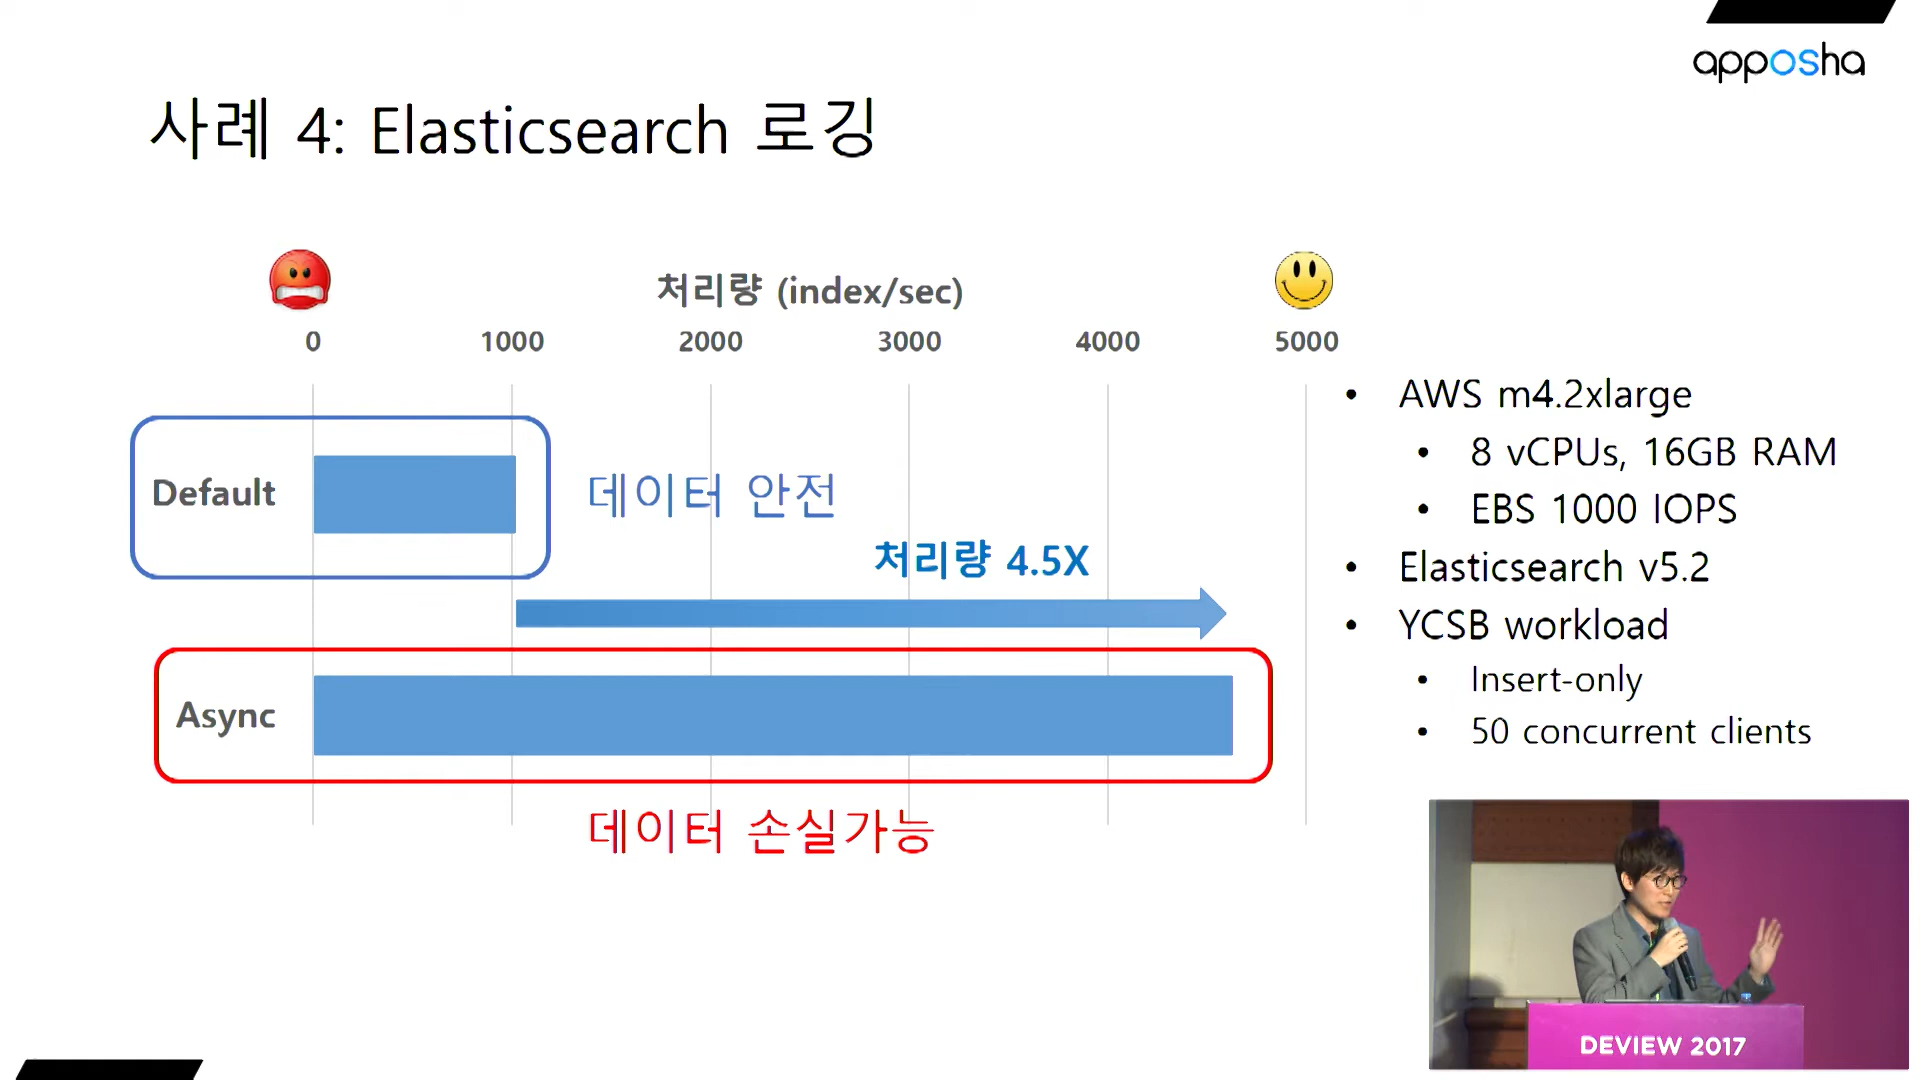 apposha
사례 4: Elasticsearch 로깅
처리량 (index/sec)
0 1000 2000 3000 4000 5000
Default
데이터 안전
처리량 4.5X
Async
데이터 손실가능
• AWS m4.2xlarge
• 8 vCPUs, 16GB RAM
• EBS 1000 IOPS
• Elasticsearch v5.2
• YCSB workload
• Insert-only
• 50 concurrent clients
DEVIEW 2017